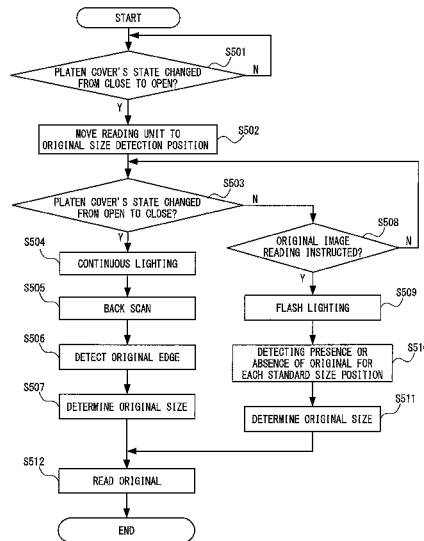 START
S501
PLATEN COVER'S STATE CHANGED
FROM CLOSE TO OPEN?
N
Y
S502
MOVE READING UNIT TO
ORIGINAL SIZE DETECTION POSITION
S503
PLATEN COVER'S STATE CHANGED
FROM OPEN TO CLOSE?
N
Y
S508
ORIGINAL IMAGE
READING INSTRUCTED?
N
Y
S504
CONTINUOUS LIGHTING
S509
FLASH LIGHTING
S505
BACK SCAN
S506
DETECT ORIGINAL EDGE
DETECTING PRESENCE OR
ABSENCE OF ORIGINAL FOR
EACH STANDARD SIZE POSITION
S507
DETERMINE ORIGINAL SIZE
S511
DETERMINE ORIGINAL SIZE
S512
READ ORIGINAL
END